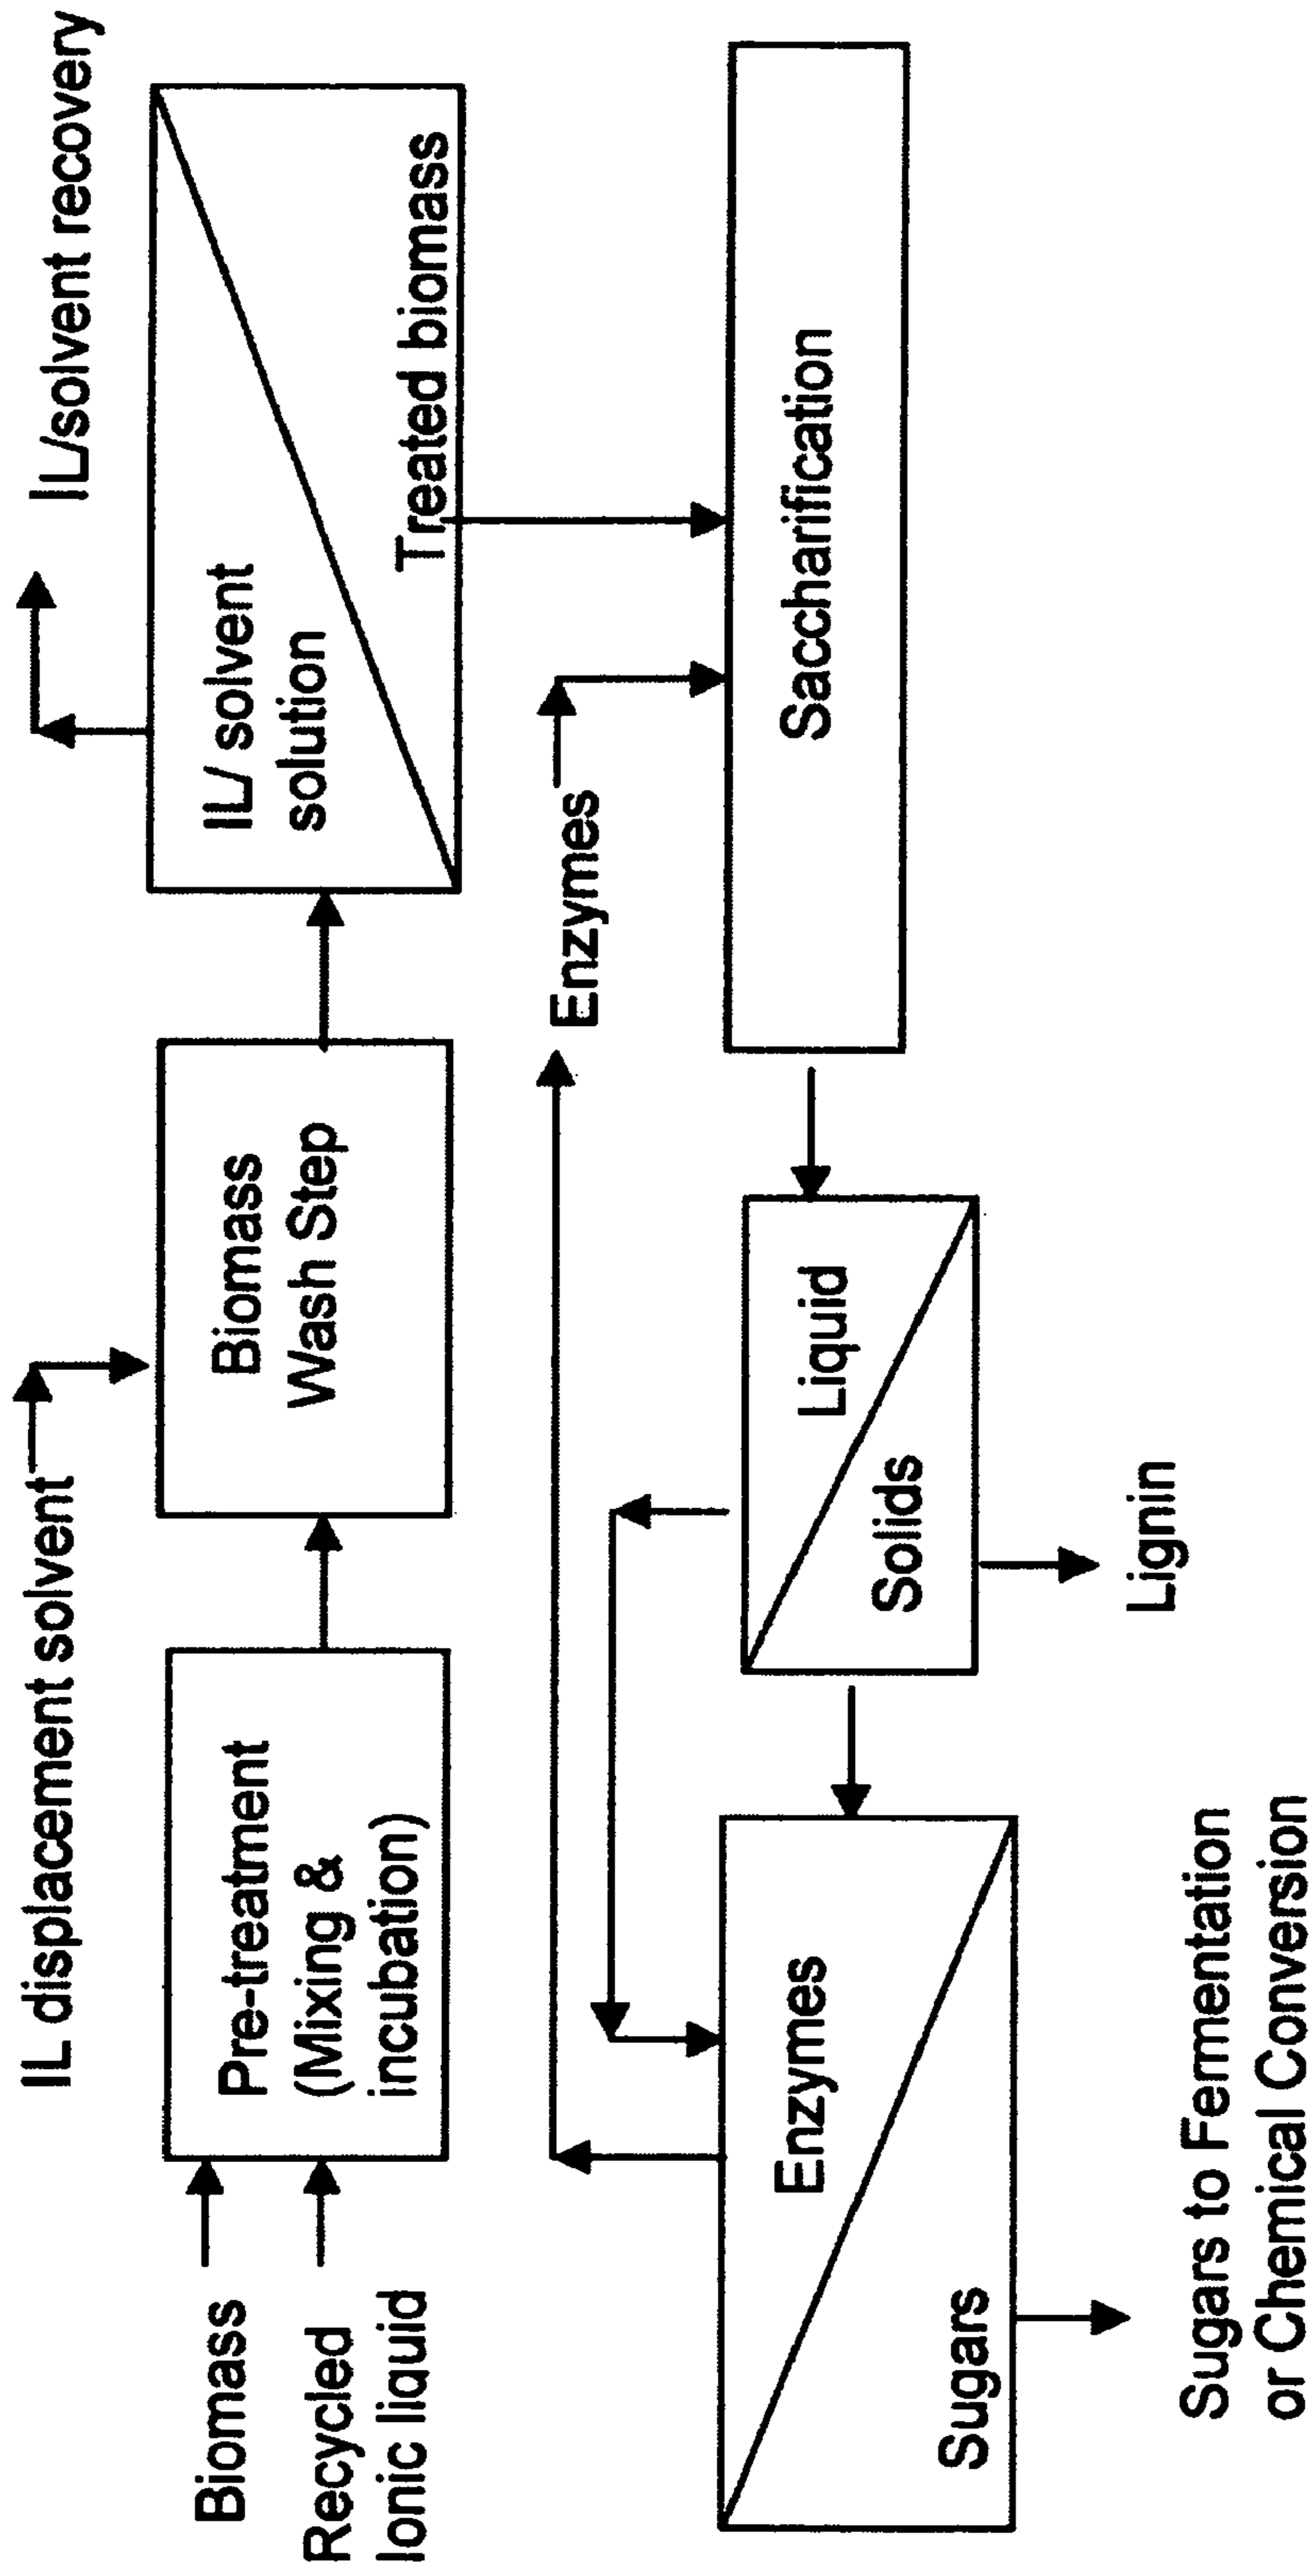 IL displacement solvent
IL/solvent recovery
Biomass
Recycled
Ionic liquid
Pre-treatment
(Mixing &
incubation)
Biomass
Wash Step
IL/ solvent
solution
Treated biomass
Enzymes
Enzymes
Sugars
Liquid
Solids
Saccharification
Lignin
Sugars to Fermentation
or Chemical Conversion